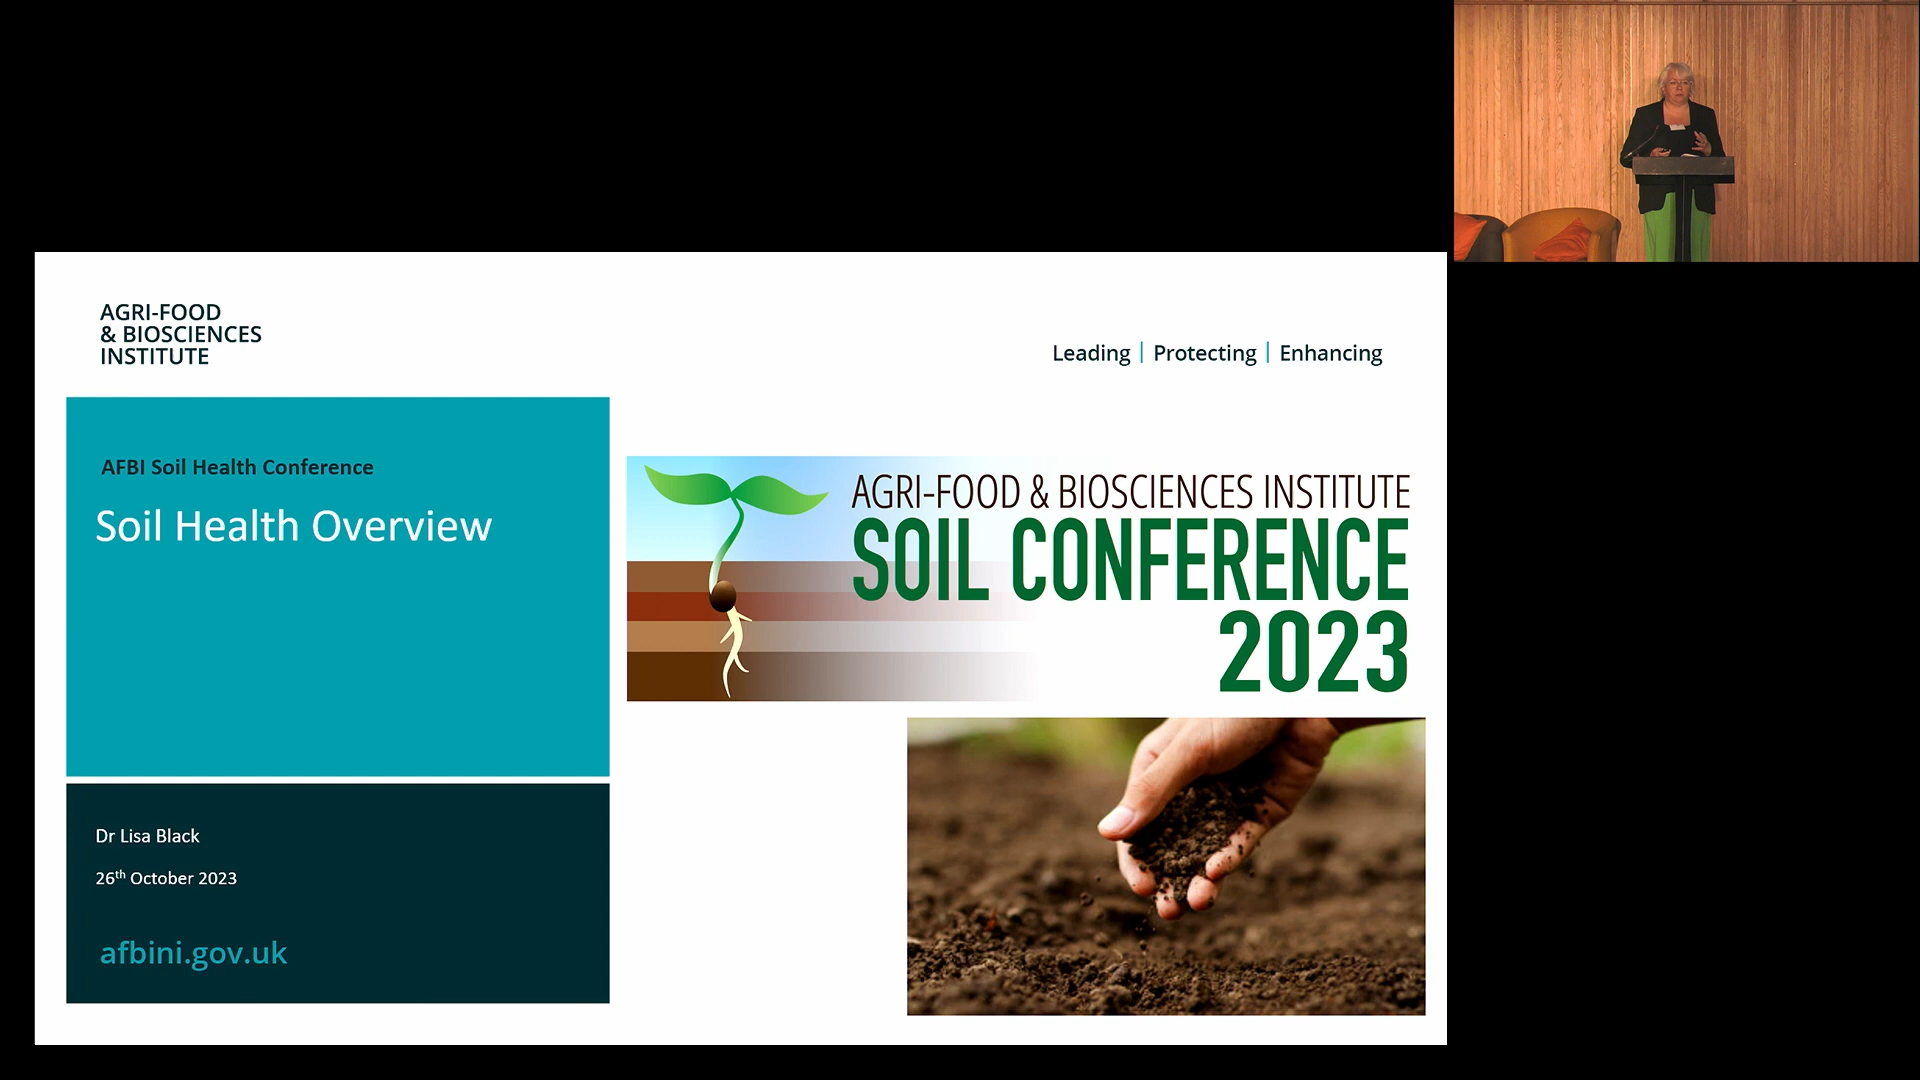 AGRI-FOOD
& BIOSCIENCES
INSTITUTE
Leading | Protecting | Enhancing
AFBI Soil Health Conference
Soil Health Overview
AGRI-FOOD & BIOSCIENCES INSTITUTE
SOIL CONFERENCE
2023
Dr Lisa Black
26th October 2023
afbini.gov.uk